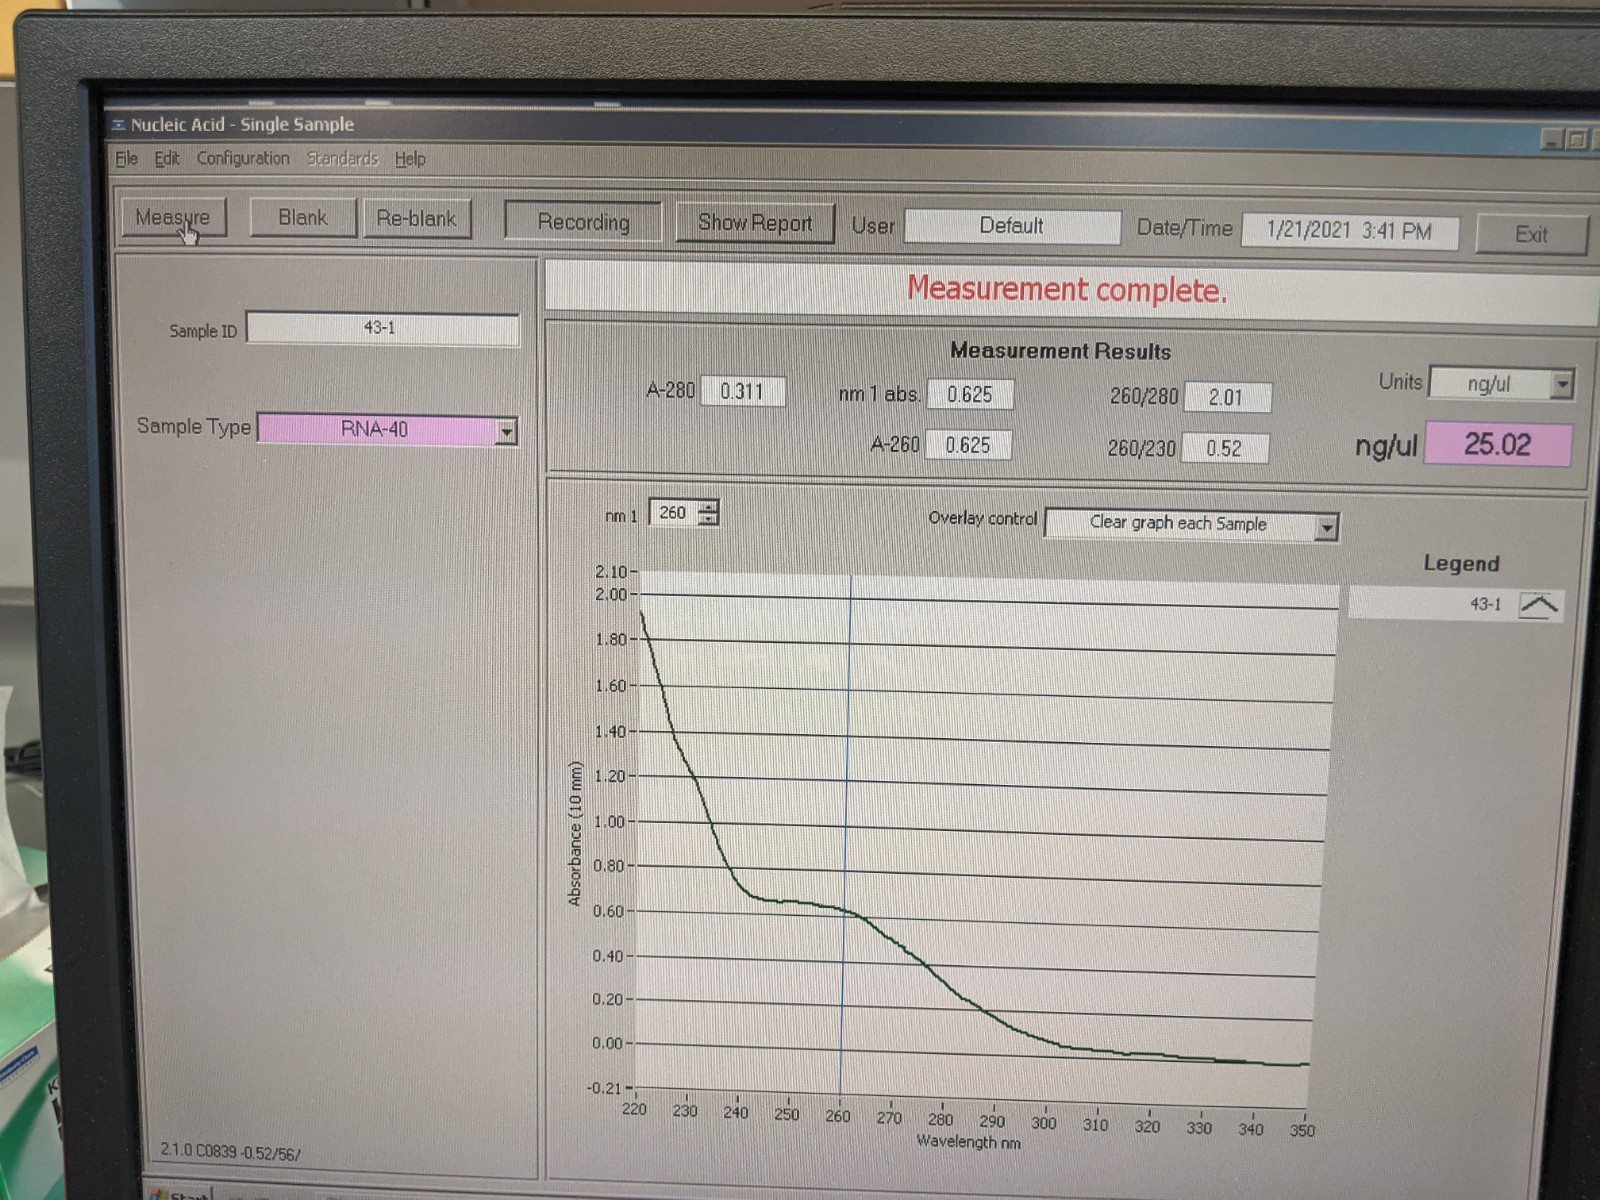 Nucleic Acid - Single Sample
File Edit Configuration Standards Help
Measure Blank Re-blank Recording Show Report User Default Date/Time 1/21/2021 3:41 PM Exit
Measurement complete.
Sample ID 43-1
Sample Type RNA-40
Measurement Results
A-280 0.311 nm 1 abs. 0.625 260/280 2.01 Units ng/ul
A-260 0.625 260/230 0.52 ng/ul 25.02
nm 1 260 Overlay control Clear graph each Sample
Legend
43-1
2.10
2.00
1.80
1.60
1.40
1.20
1.00
0.80
0.60
0.40
0.20
0.00
-0.21
Absorbance (10 mm)
220 230 240 250 260 270 280 290 300 310 320 330 340 350
Wavelength nm
2.1.0 C0839 -0.52/56/
Start